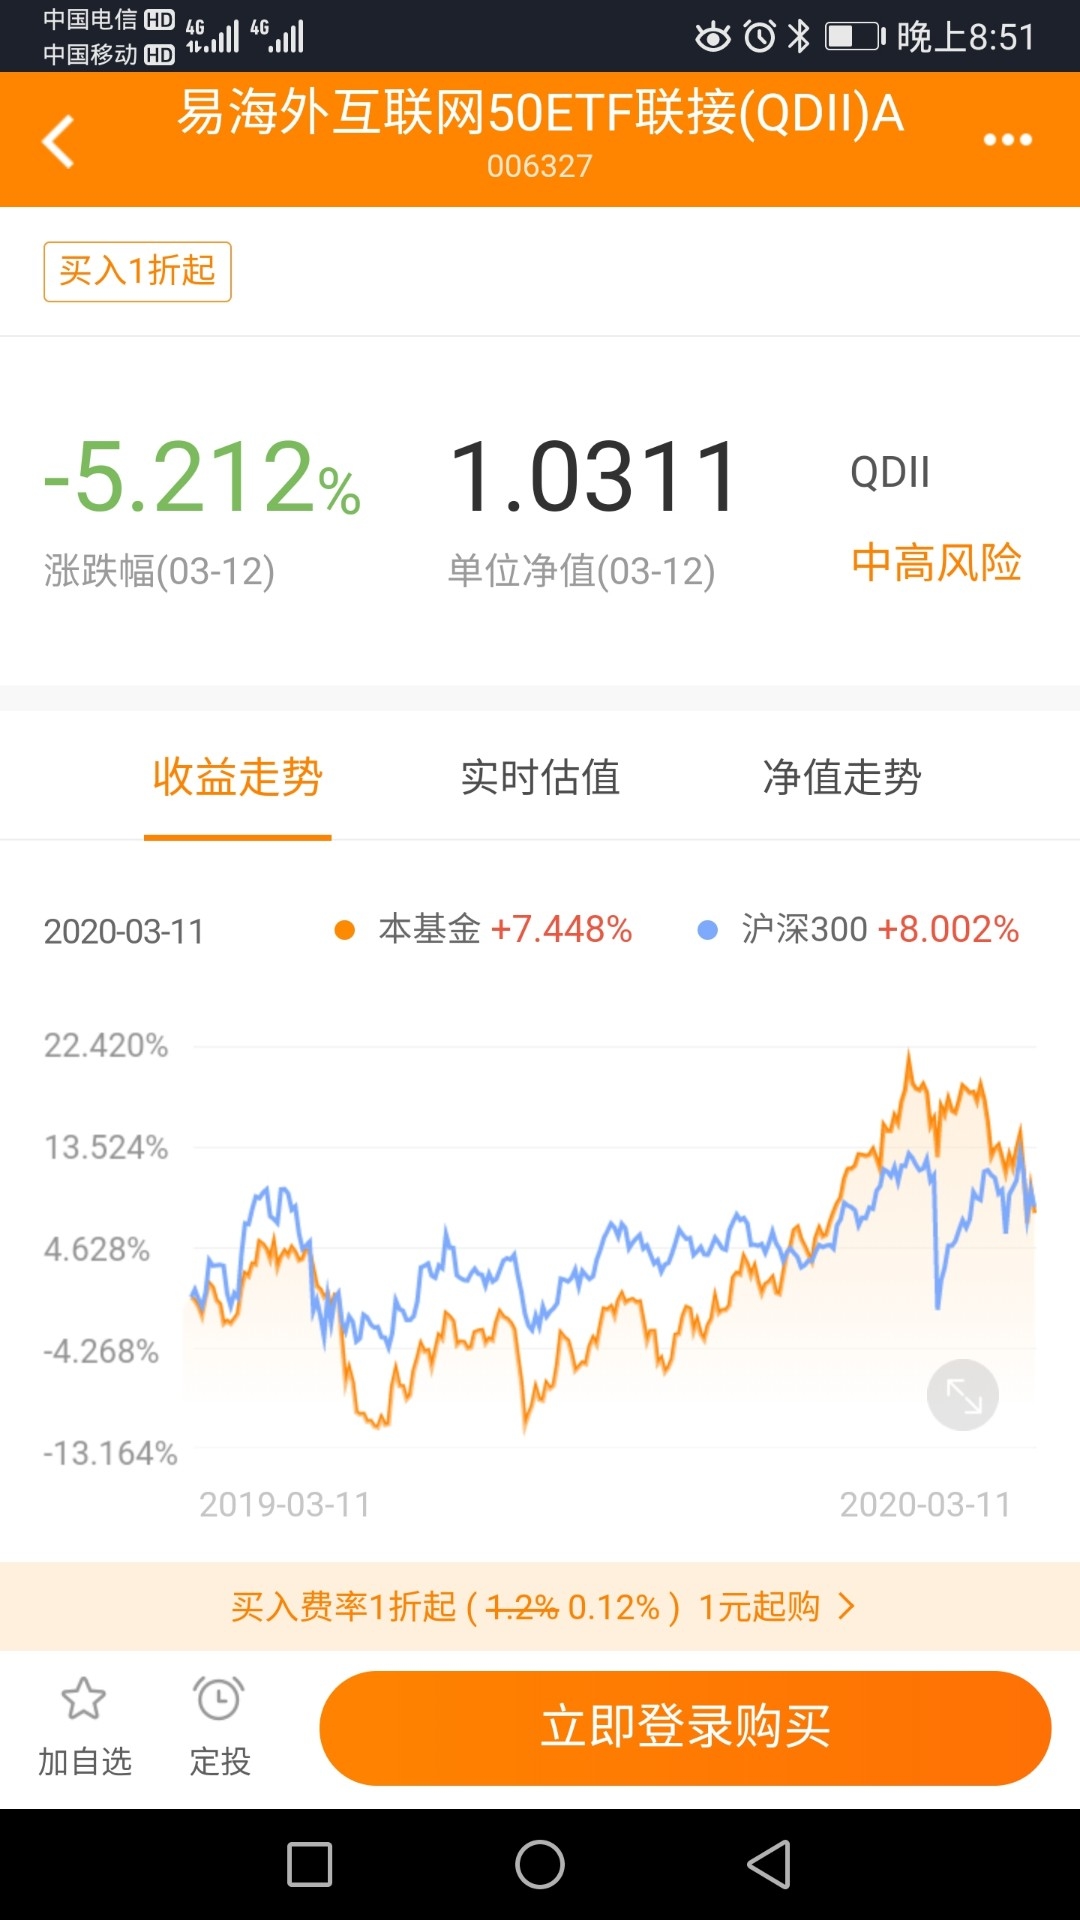 中国电信 HD 4G 4G 晚上8:51
中国移动 HD
易海外互联网50ETF联接(QDII)A
006327
买入1折起
-5.212% 1.0311 QDII
涨跌幅(03-12) 单位净值(03-12) 中高风险
收益走势 实时估值 净值走势
2020-03-11 本基金 +7.448% 沪深300 +8.002%
22.420%
13.524%
4.628%
-4.268%
-13.164%
2019-03-11 2020-03-11
买入费率1折起 ( 1.2% 0.12% ) 1元起购
加自选 定投 立即登录购买